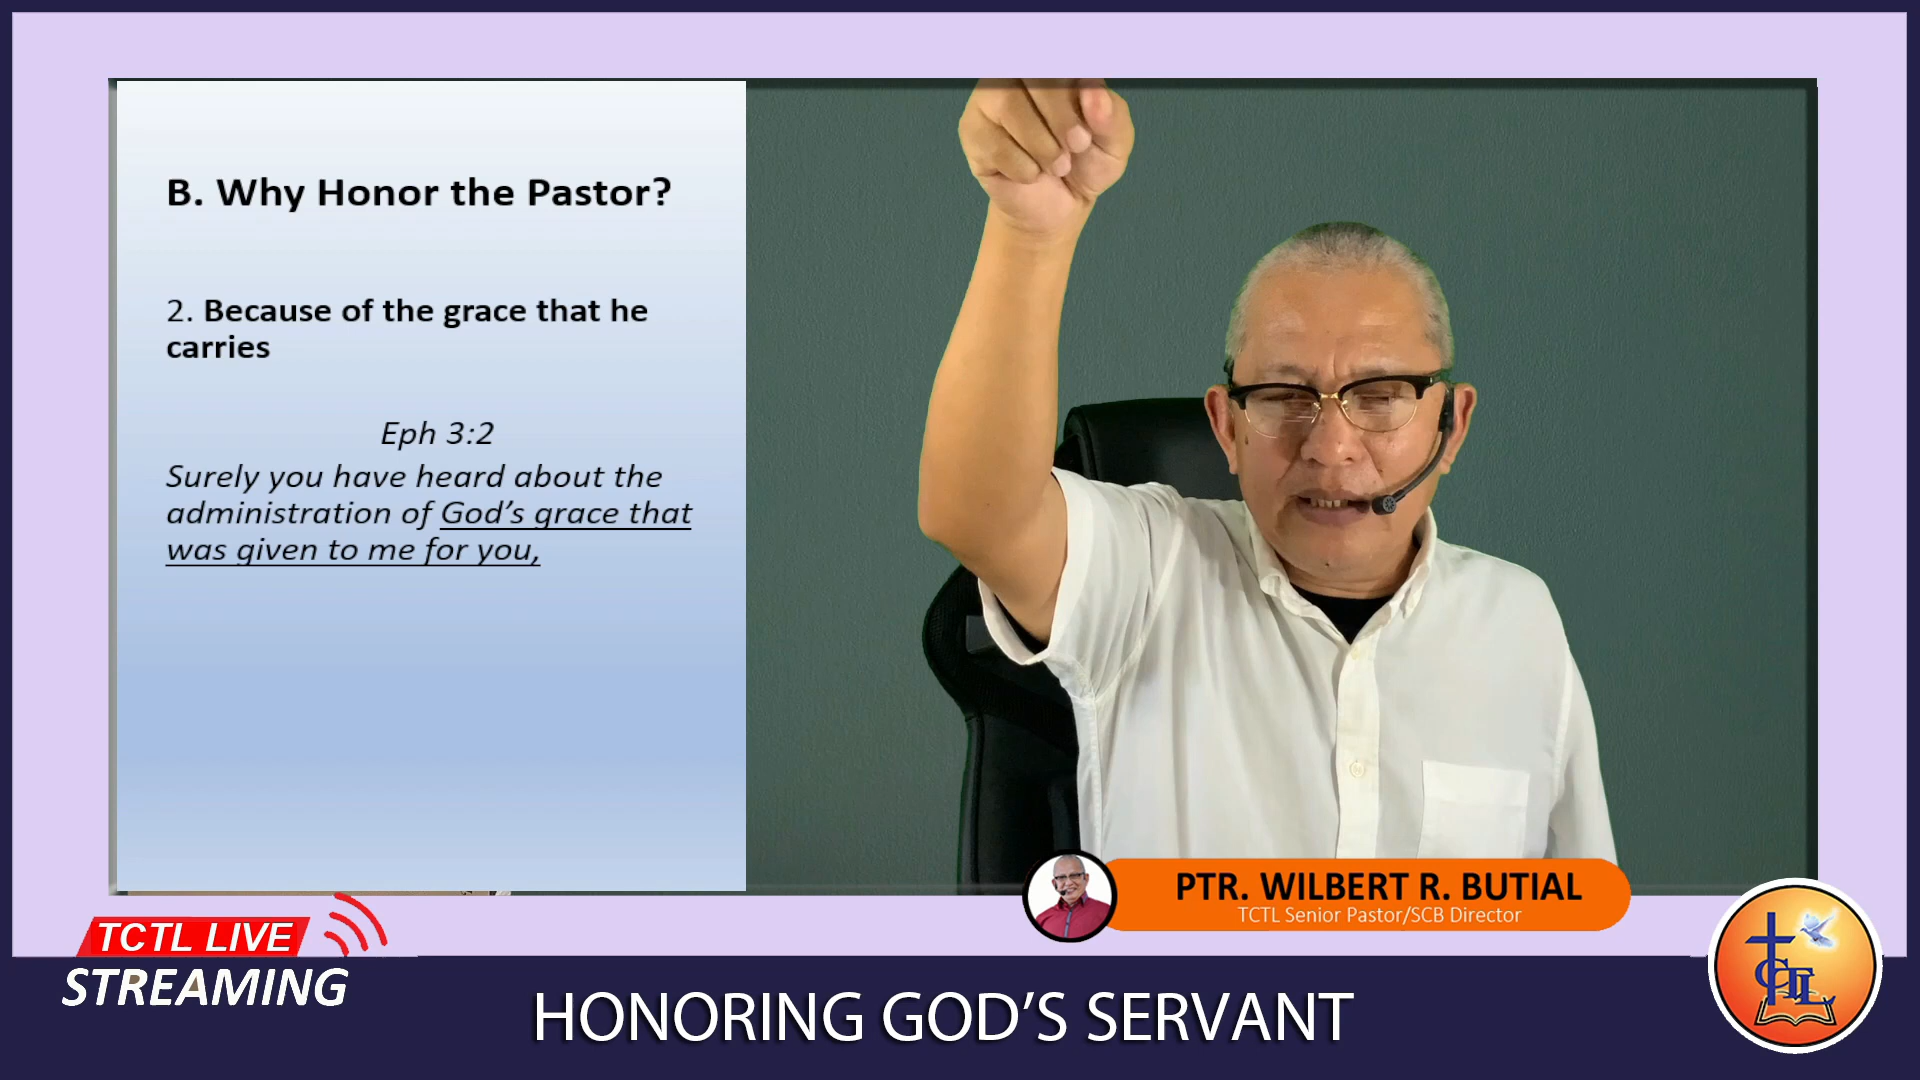 B. Why Honor the Pastor?
2. Because of the grace that he
carries
Eph 3:2
Surely you have heard about the
administration of God's grace that
was given to me for you,
PTR. WILBERT R. BUTIAL
TCTL Senior Pastor/SCB Director
TCTL LIVE
STREAMING
HONORING GOD'S SERVANT